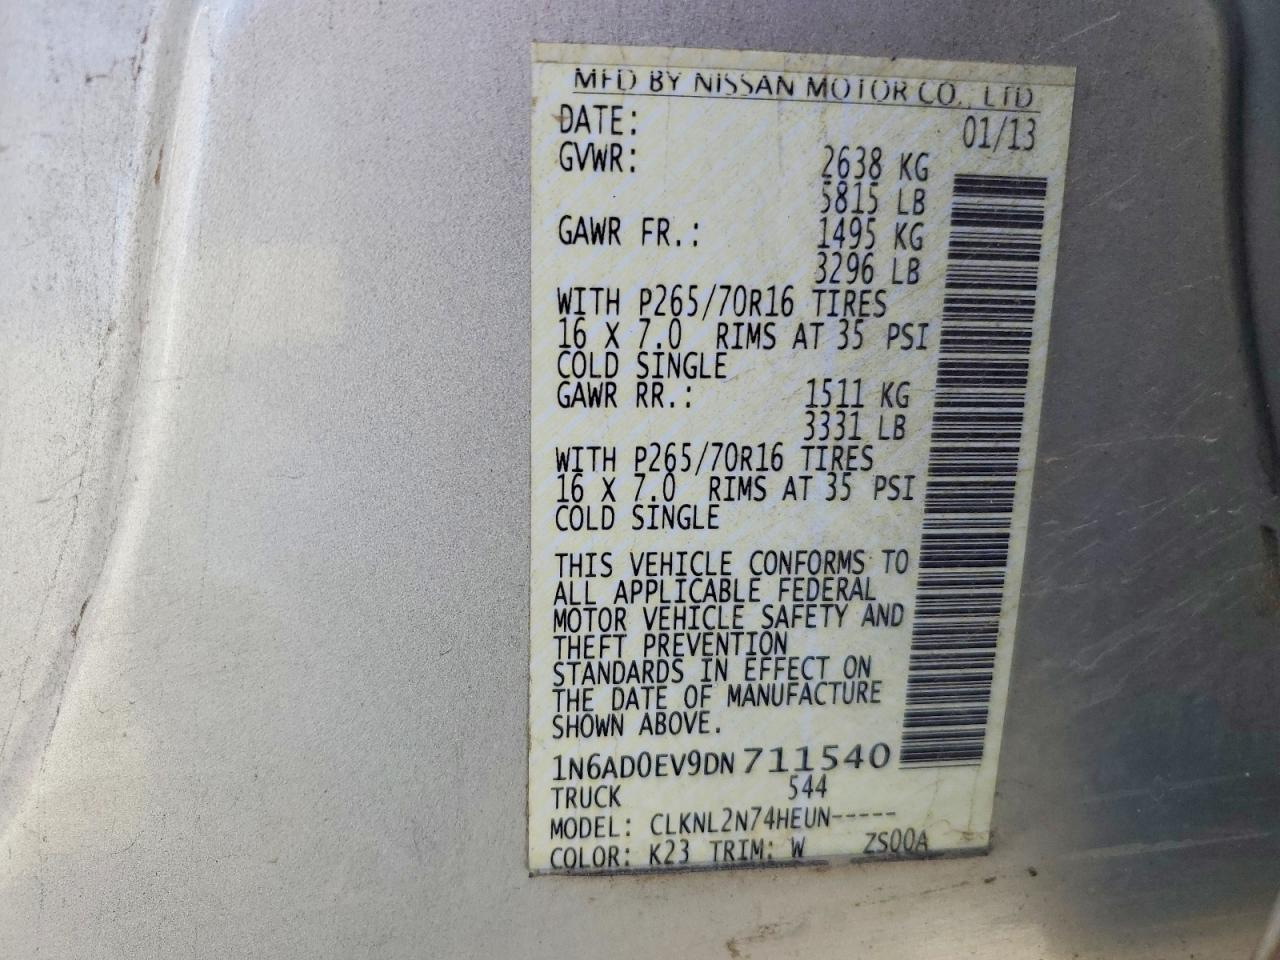 MFD BY NISSAN MOTOR CO., LTD
DATE: 01/13
GVWR: 2638 KG
5815 LB
GAWR FR.: 1495 KG
3296 LB
WITH P265/70R16 TIRES
16 X 7.0 RIMS AT 35 PSI
COLD SINGLE
GAWR RR.: 1511 KG
3331 LB
WITH P265/70R16 TIRES
16 X 7.0 RIMS AT 35 PSI
COLD SINGLE
THIS VEHICLE CONFORMS TO
ALL APPLICABLE FEDERAL
MOTOR VEHICLE SAFETY AND
THEFT PREVENTION
STANDARDS IN EFFECT ON
THE DATE OF MANUFACTURE
SHOWN ABOVE.
1N6AD0EV9DN711540
TRUCK 544
MODEL: CLKNL2N74HEUN-----
COLOR: K23 TRIM: W ZS00A